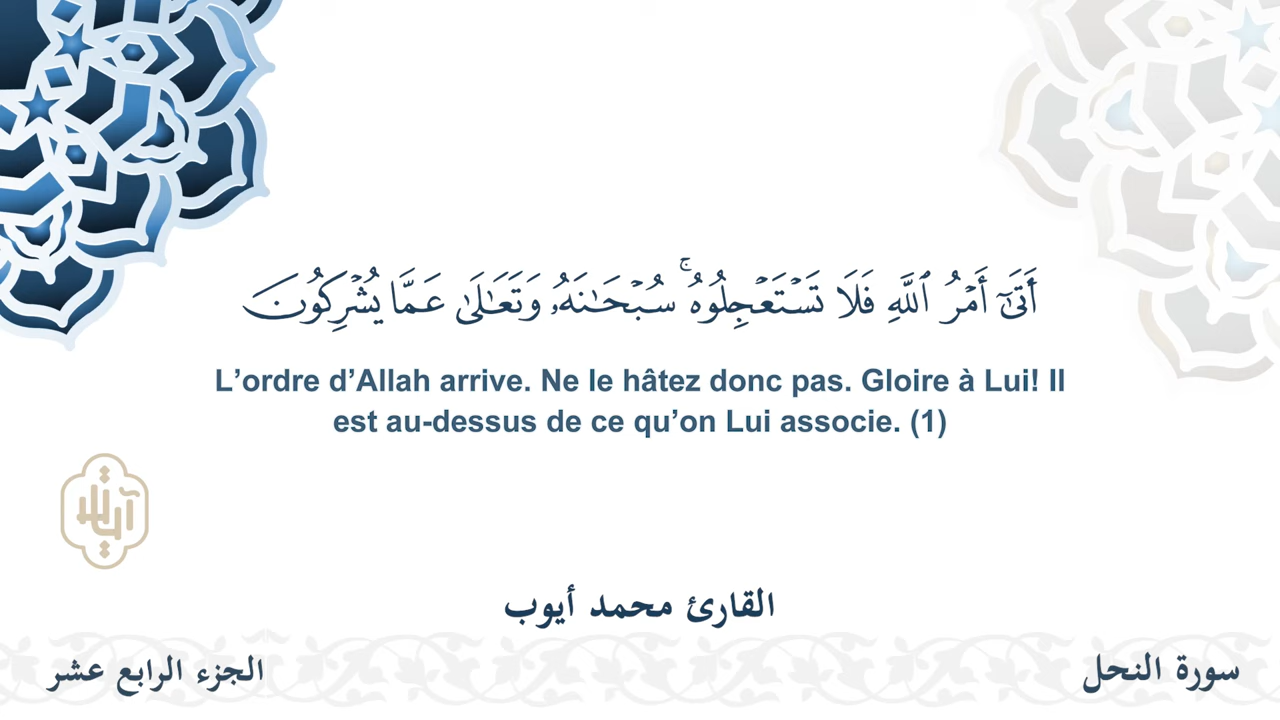 أَتَىٰٓ أَمْرُ ٱللَّهِ فَلَا تَسْتَعْجِلُوهُ ۚ سُبْحَـٰنَهُۥ وَتَعَـٰلَىٰ عَمَّا يُشْرِكُونَ
L’ordre d’Allah arrive. Ne le hâtez donc pas. Gloire à Lui! Il
est au-dessus de ce qu’on Lui associe. (1)
آيات
القارئ محمد أيوب
سورة النحل
الجزء الرابع عشر